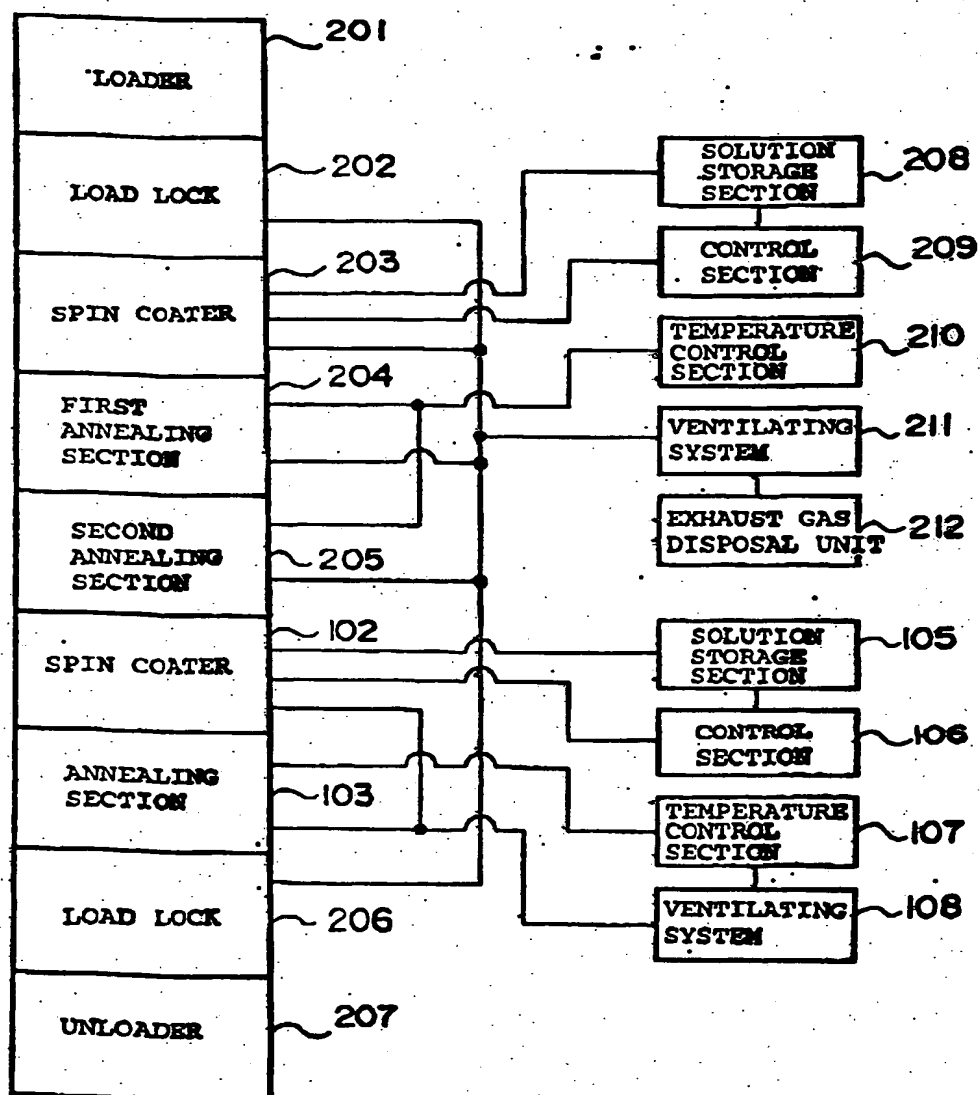 201
LOADER
202
LOAD LOCK
203
SPIN COATER
204
FIRST
ANNEALING
SECTION
SECOND
ANNEALING
SECTION
205
102
SPIN COATER
ANNEALING
SECTION
103
LOAD LOCK
206
UNLOADER
207
SOLUTION
STORAGE
SECTION
208
CONTROL
SECTION
209
TEMPERATURE
CONTROL
SECTION
210
VENTILATING
SYSTEM
211
EXHAUST GAS
DISPOSAL UNIT
212
SOLUTION
STORAGE
SECTION
105
CONTROL
SECTION
106
TEMPERATURE
CONTROL
SECTION
107
VENTILATING
SYSTEM
108